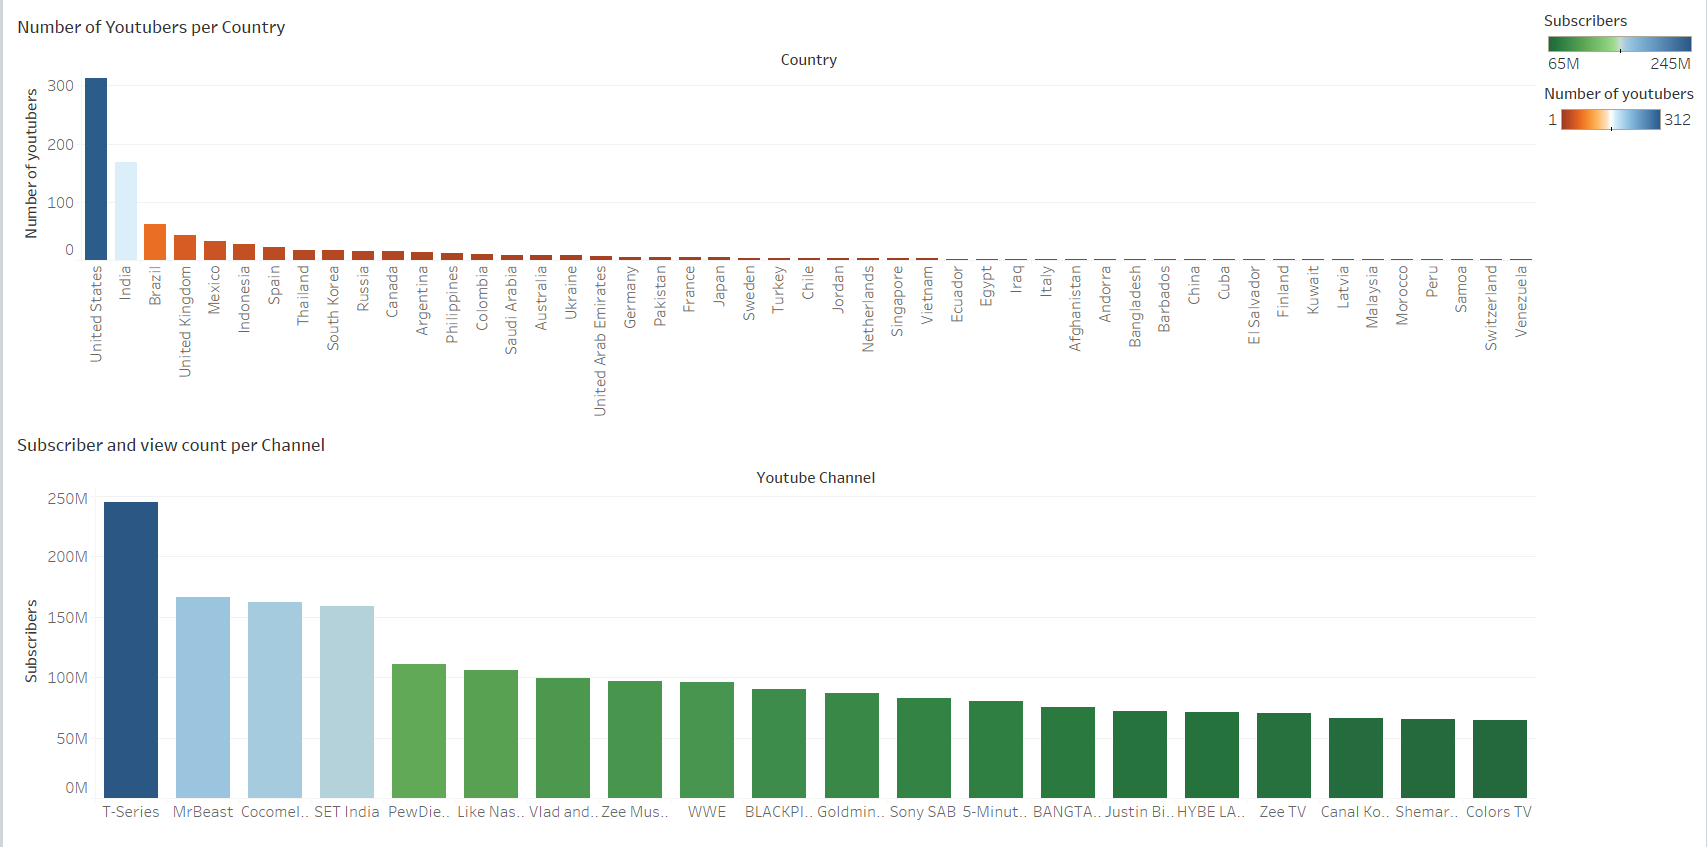 Number of Youtubers per Country
Country
Number of youtubers
300
200
100
0
United States
India
Brazil
United Kingdom
Mexico
Indonesia
Spain
Thailand
South Korea
Russia
Canada
Argentina
Philippines
Colombia
Saudi Arabia
Australia
Ukraine
United Arab Emirates
Germany
Pakistan
France
Japan
Sweden
Turkey
Chile
Jordan
Netherlands
Singapore
Vietnam
Ecuador
Egypt
Iraq
Italy
Afghanistan
Andorra
Bangladesh
Barbados
China
Cuba
El Salvador
Finland
Kuwait
Latvia
Malaysia
Morocco
Peru
Samoa
Switzerland
Venezuela
Subscribers
65M 245M
Number of youtubers
1 312
Subscriber and view count per Channel
Youtube Channel
Subscribers
250M
200M
150M
100M
50M
0M
T-Series MrBeast Cocomel.. SET India PewDie.. Like Nas.. Vlad and.. Zee Mus.. WWE BLACKPI.. Goldmin.. Sony SAB 5-Minut.. BANGTA.. Justin Bi.. HYBE LA.. Zee TV Canal Ko.. Shemar.. Colors TV